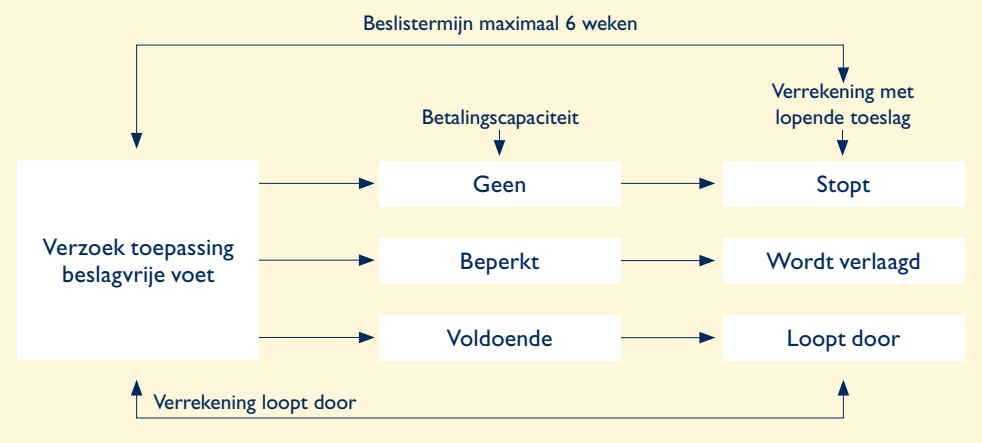 Beslistermijn maximaal 6 weken
Verrekening met
lopende toeslag
Betalingscapaciteit
Verzoek toepassing
beslagvrije voet
Geen
Stopt
Beperkt
Wordt verlaagd
Voldoende
Loopt door
Verrekening loopt door